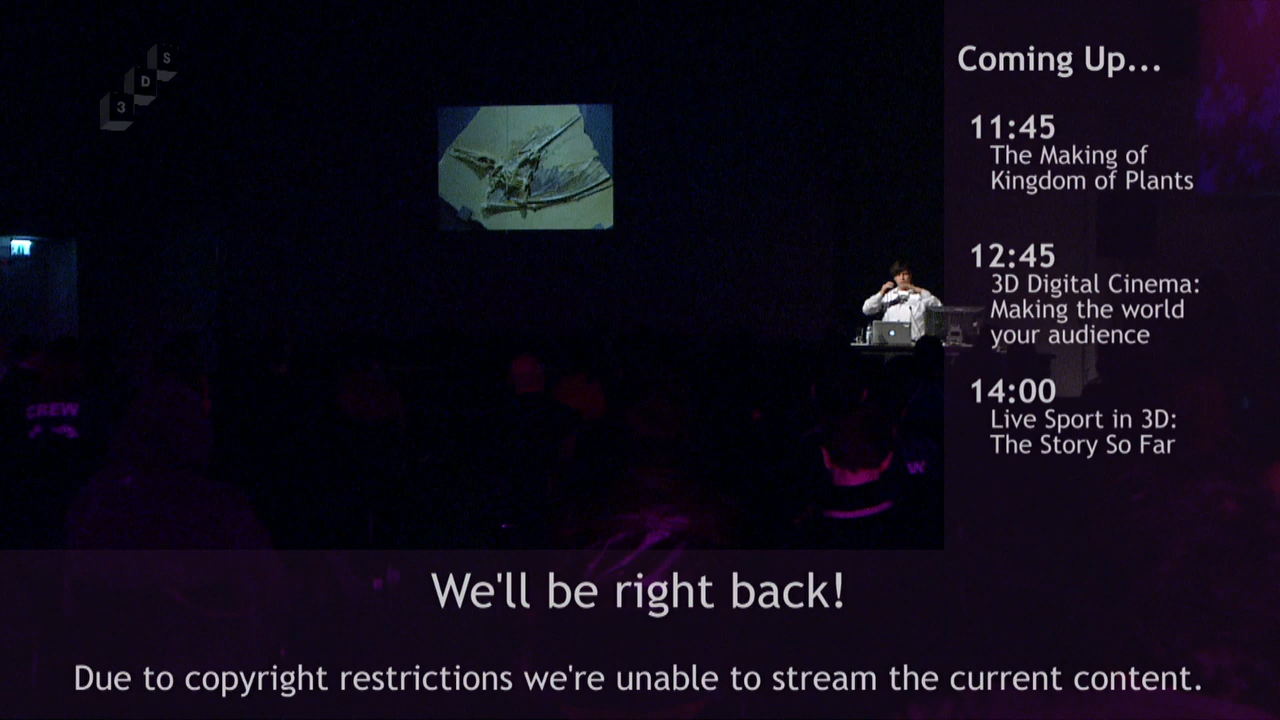 S
D
3
Coming Up...
11:45
The Making of
Kingdom of Plants
12:45
3D Digital Cinema:
Making the world
your audience
14:00
Live Sport in 3D:
The Story So Far
CREW
W
We'll be right back!
Due to copyright restrictions we're unable to stream the current content.